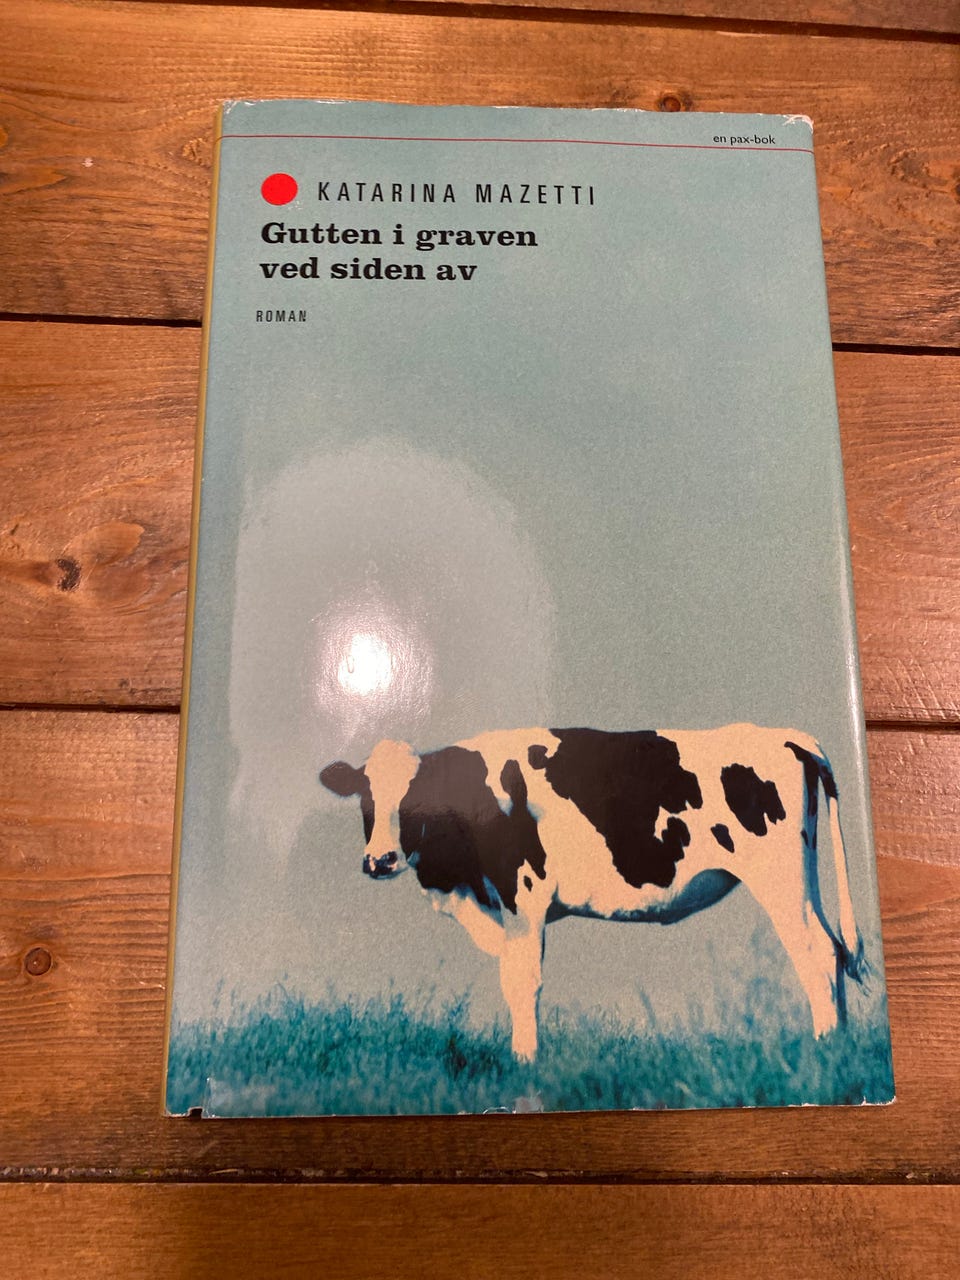 en pax-bok
KATARINA MAZETTI
Gutten i graven
ved siden av
ROMAN